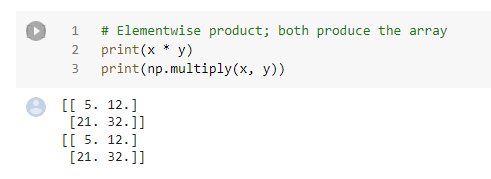 1 # Elementwise product; both produce the array
2 print(x * y)
3 print(np.multiply(x, y))
[[ 5. 12.]
 [21. 32.]]
[[ 5. 12.]
 [21. 32.]]